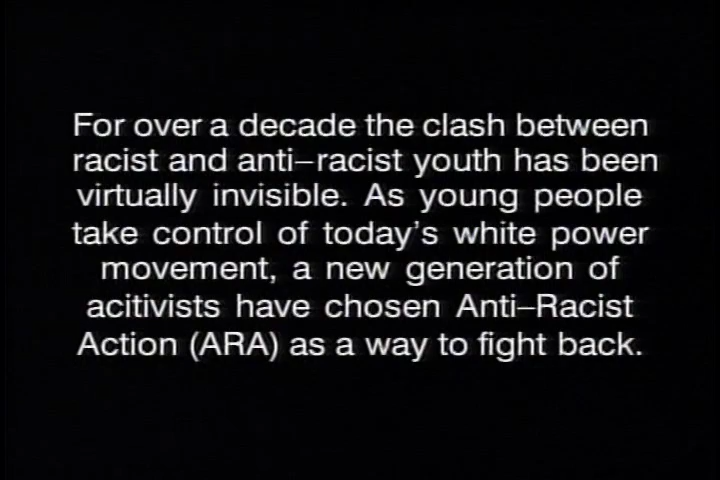 For over a decade the clash between
racist and anti–racist youth has been
virtually invisible. As young people
take control of today's white power
movement, a new generation of
acitivists have chosen Anti–Racist
Action (ARA) as a way to fight back.